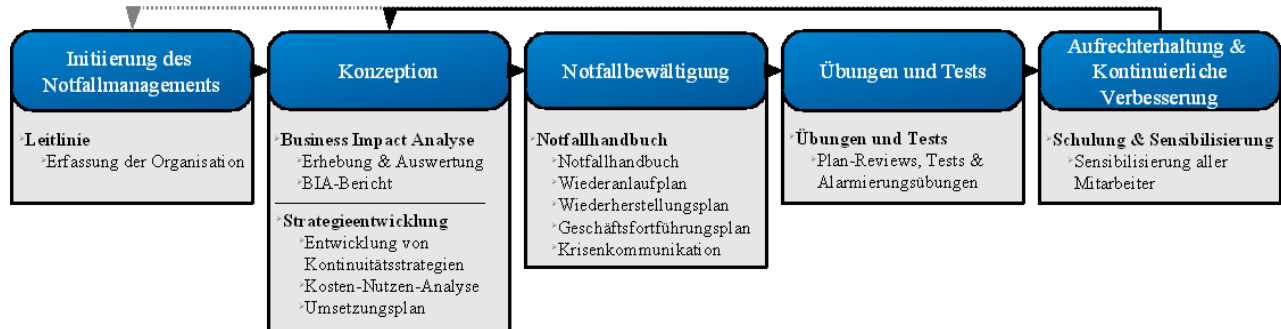 Initiierung des
Notfallmanagements
Leitlinie
Erfassung der Organisation
Konzeption
Business Impact Analyse
Erhebung & Auswertung
BIA-Bericht
Strategieentwicklung
Entwicklung von
Kontinuitätsstrategien
Kosten-Nutzen-Analyse
Umsetzungsplan
Notfallbewältigung
Notfallhandbuch
Notfallhandbuch
Wiederanlaufplan
Wiederherstellungsplan
Geschäftsfortführungsplan
Krisenkommunikation
Übungen und Tests
Übungen und Tests
Plan-Reviews, Tests &
Alarmierungsübungen
Aufrechterhaltung &
Kontinuierliche
Verbesserung
Schulung & Sensibilisierung
Sensibilisierung aller
Mitarbeiter